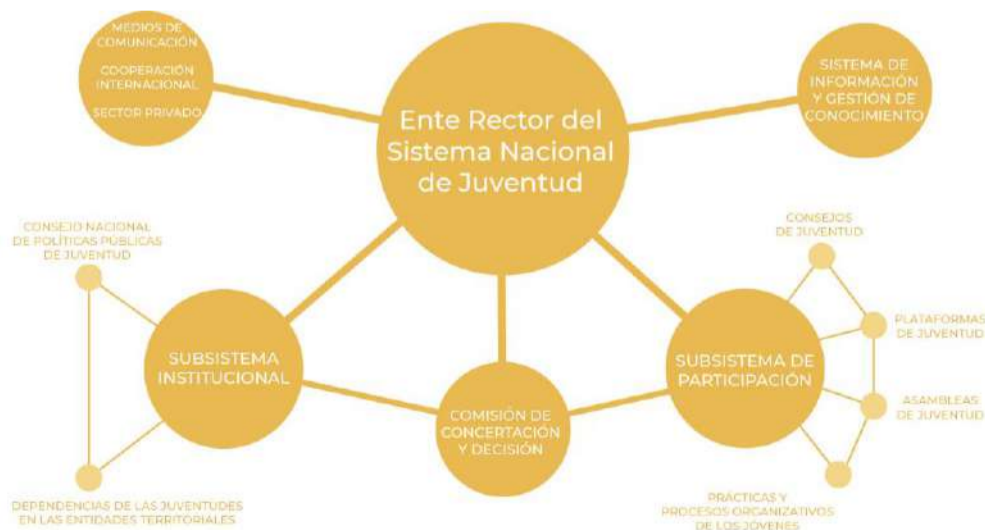 MEDIOS DE
COMUNICACIÓN
COOPERACIÓN
INTERNACIONAL
SECTOR PRIVADO
Ente Rector del
Sistema Nacional
de Juventud
SISTEMA DE
INFORMACIÓN
Y GESTIÓN DE
CONOCIMIENTO
CONSEJO NACIONAL
DE POLÍTICAS PÚBLICAS
DE JUVENTUD
SUBSISTEMA
INSTITUCIONAL
DEPENDENCIAS DE LAS JUVENTUDES
EN LAS ENTIDADES TERRITORIALES
COMISIÓN DE
CONCERTACIÓN
Y DECISIÓN
SUBSISTEMA DE
PARTICIPACIÓN
CONSEJOS
DE JUVENTUD
PLATAFORMAS
DE JUVENTUD
ASAMBLEAS
DE JUVENTUD
PRÁCTICAS Y
PROCESOS ORGANIZATIVOS
DE LOS JÓVENES